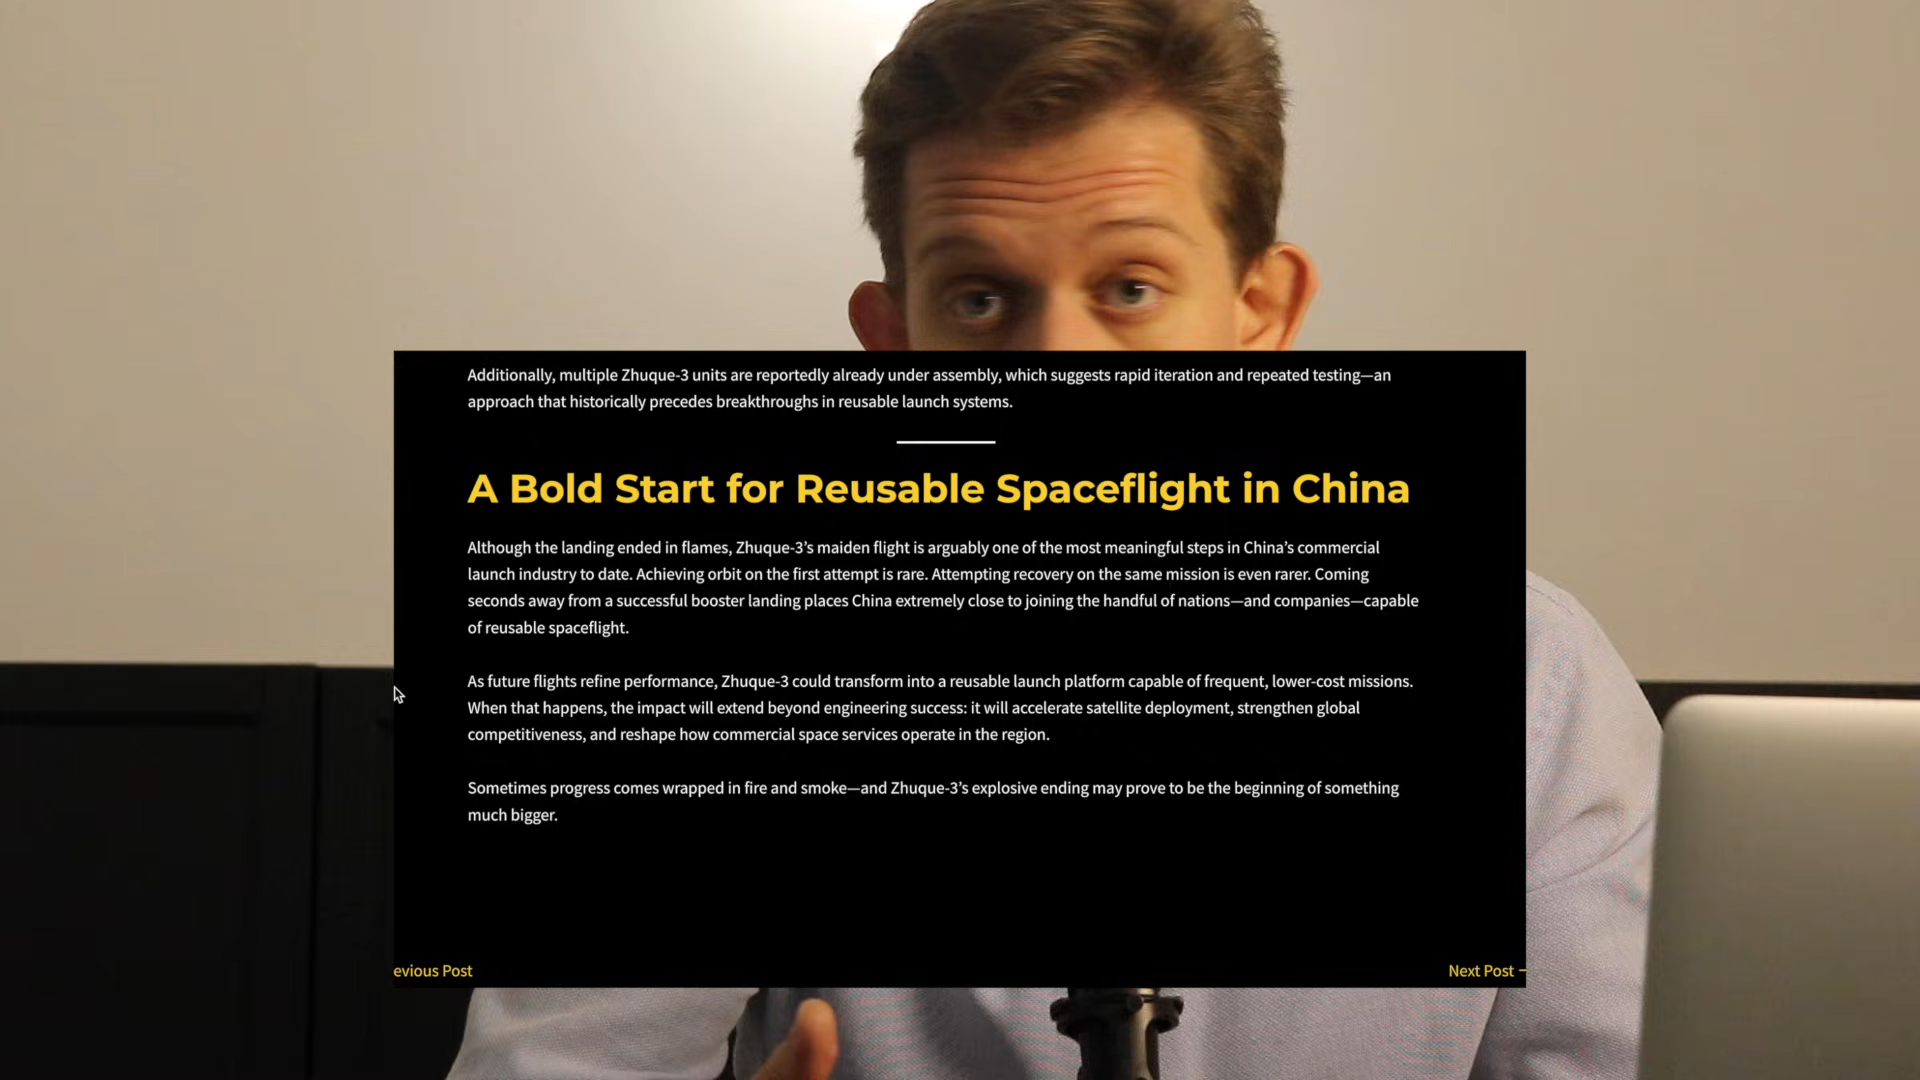 Additionally, multiple Zhuque-3 units are reportedly already under assembly, which suggests rapid iteration and repeated testing—an
approach that historically precedes breakthroughs in reusable launch systems.
A Bold Start for Reusable Spaceflight in China
Although the landing ended in flames, Zhuque-3’s maiden flight is arguably one of the most meaningful steps in China’s commercial
launch industry to date. Achieving orbit on the first attempt is rare. Attempting recovery on the same mission is even rarer. Coming
seconds away from a successful booster landing places China extremely close to joining the handful of nations—and companies—capable
of reusable spaceflight.
As future flights refine performance, Zhuque-3 could transform into a reusable launch platform capable of frequent, lower-cost missions.
When that happens, the impact will extend beyond engineering success: it will accelerate satellite deployment, strengthen global
competitiveness, and reshape how commercial space services operate in the region.
Sometimes progress comes wrapped in fire and smoke—and Zhuque-3’s explosive ending may prove to be the beginning of something
much bigger.
evious Post
Next Post